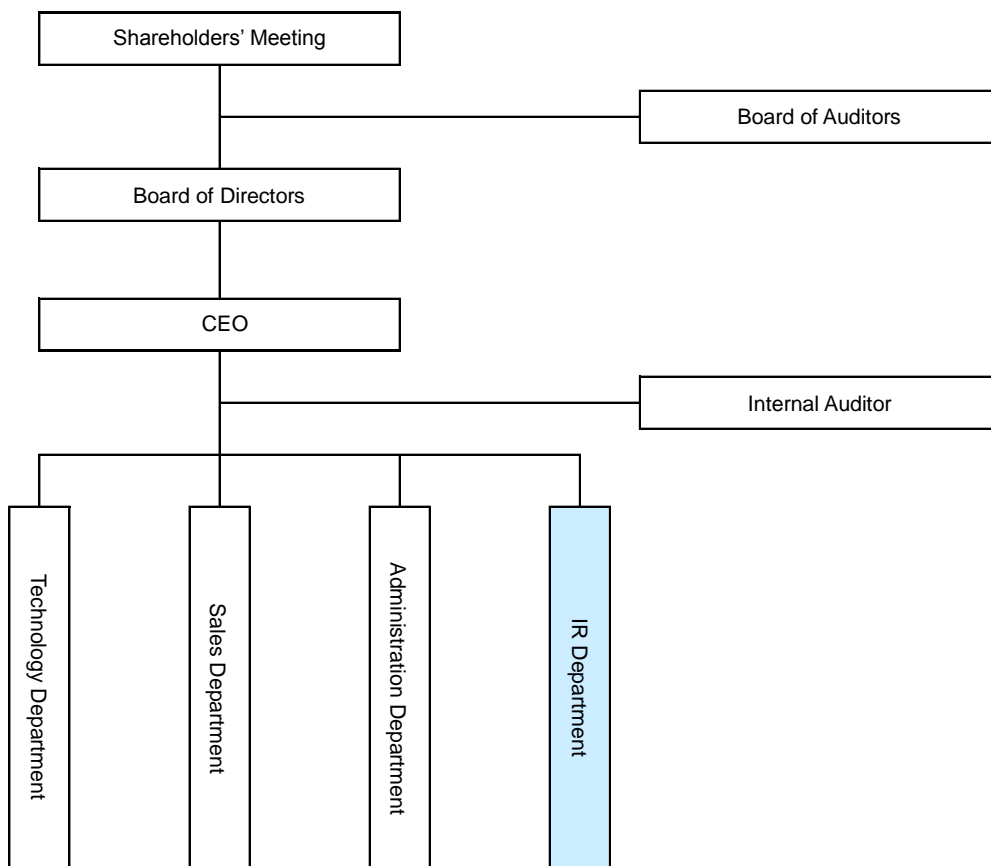 Shareholders’ Meeting
Board of Auditors
Board of Directors
CEO
Internal Auditor
Technology Department
Sales Department
Administration Department
IR Department